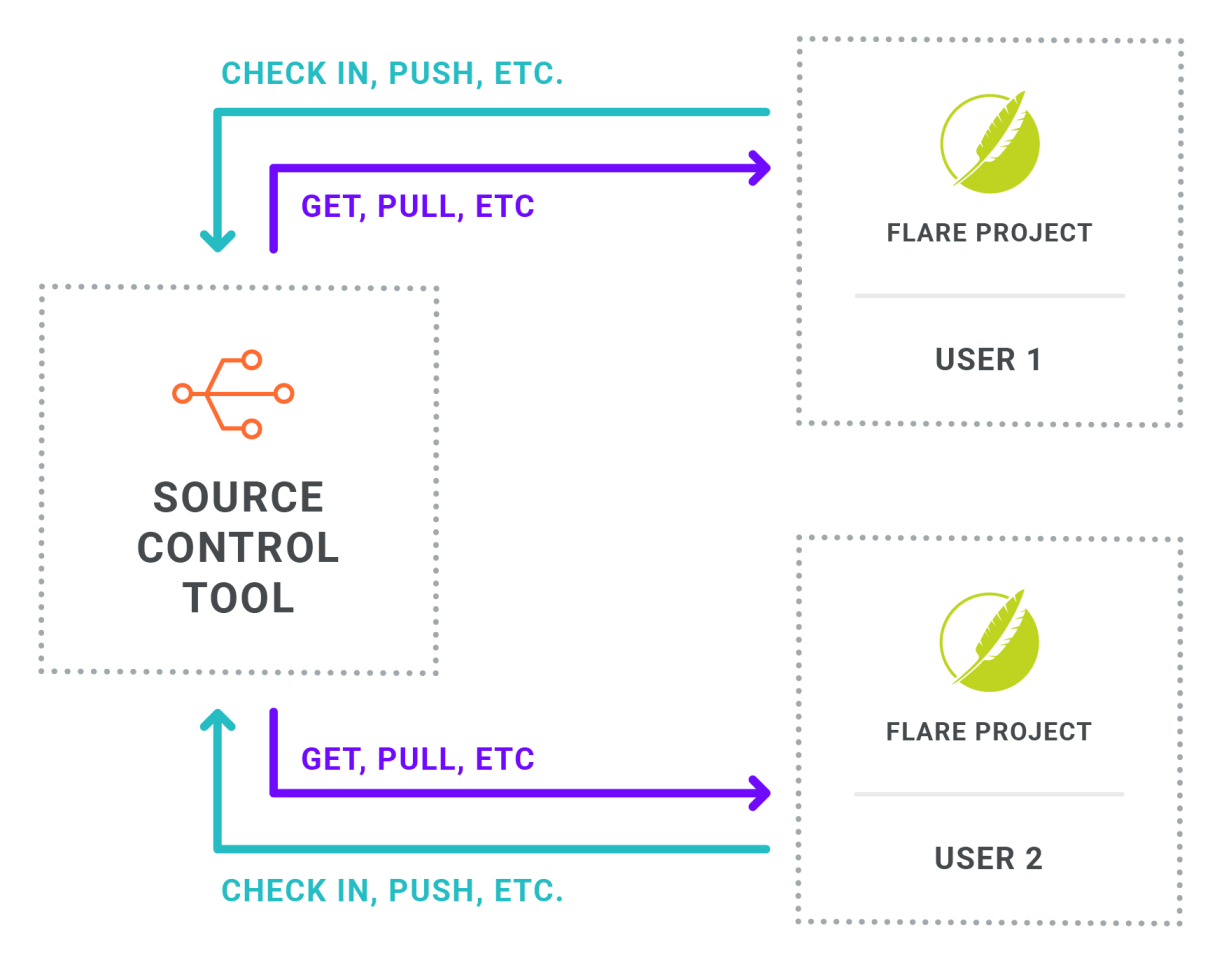 CHECK IN, PUSH, ETC.
GET, PULL, ETC
FLARE PROJECT
USER 1
SOURCE
CONTROL
TOOL
GET, PULL, ETC
CHECK IN, PUSH, ETC.
FLARE PROJECT
USER 2